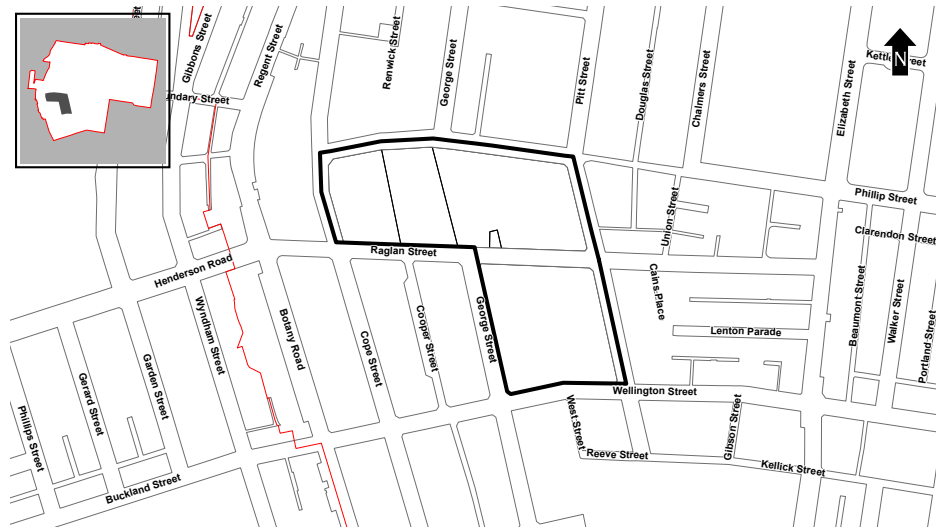 Gibbons Street
Regent Street
Renwick Street
George Street
Pitt Street
Douglas Street
Chalmers Street
Elizabeth Street
N
ndary Street
Phillip Street
Union Street
Clarendon Street
Raglan Street
Henderson Road
Cains Place
Wyndham Street
Botany Road
Cope Street
Cooper Street
George Street
Lenton Parade
Beaumont Street
Walker Street
Portland Street
Garden Street
Gerard Street
Phillips Street
Wellington Street
West Street
Gibson Street
Reeve Street
Kellick Street
Buckland Street